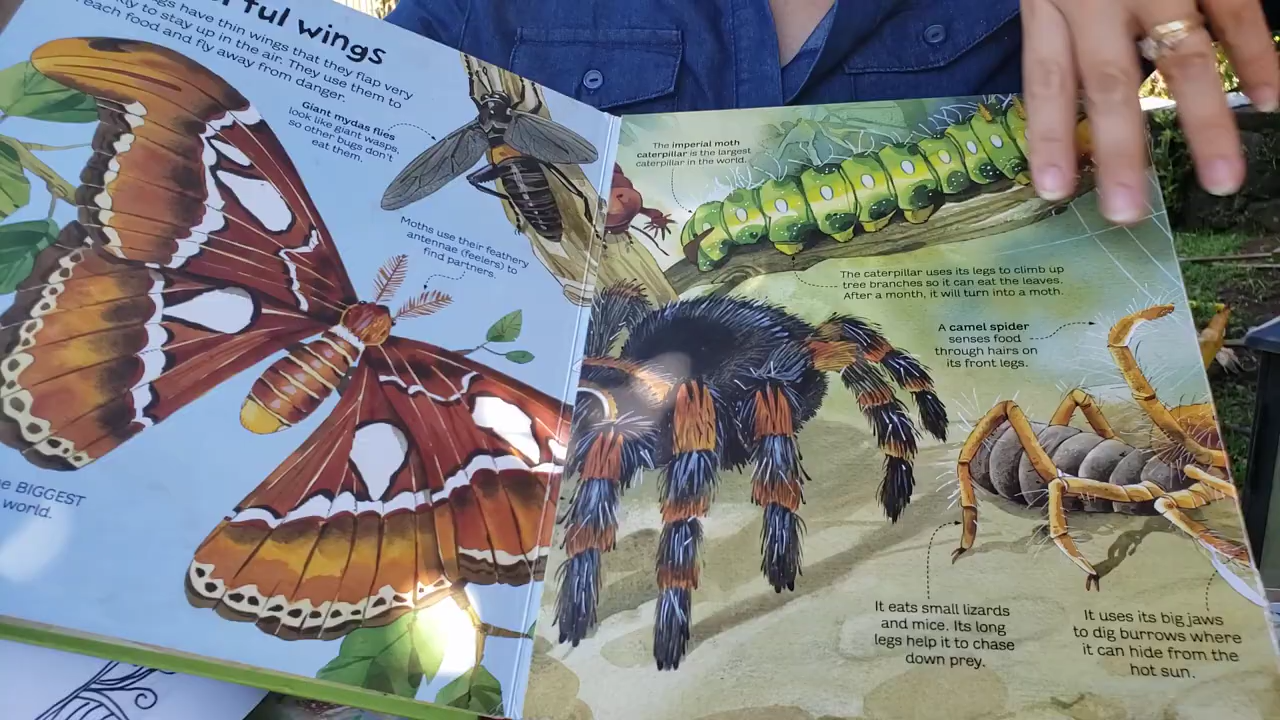 ful wings
gs have thin wings that they flap very
to stay up in the air. They use them to
reach food and fly away from
danger.
Giant mydas flies
look like giant wasps,
so other bugs don't
eat them.
Moths use their feathery
antennae (feelers) to
find partners.
BIGGEST
world.
The imperial moth
caterpillar is the largest
caterpillar in the world.
The caterpillar uses its legs to climb up
tree branches so it can eat the leaves.
After a month, it will turn into a moth.
A camel spider
senses food
through hairs on
its front legs.
It eats small lizards
and mice. Its long
legs help it to chase
down prey.
It uses its big jaws
to dig burrows where
it can hide from the
hot sun.